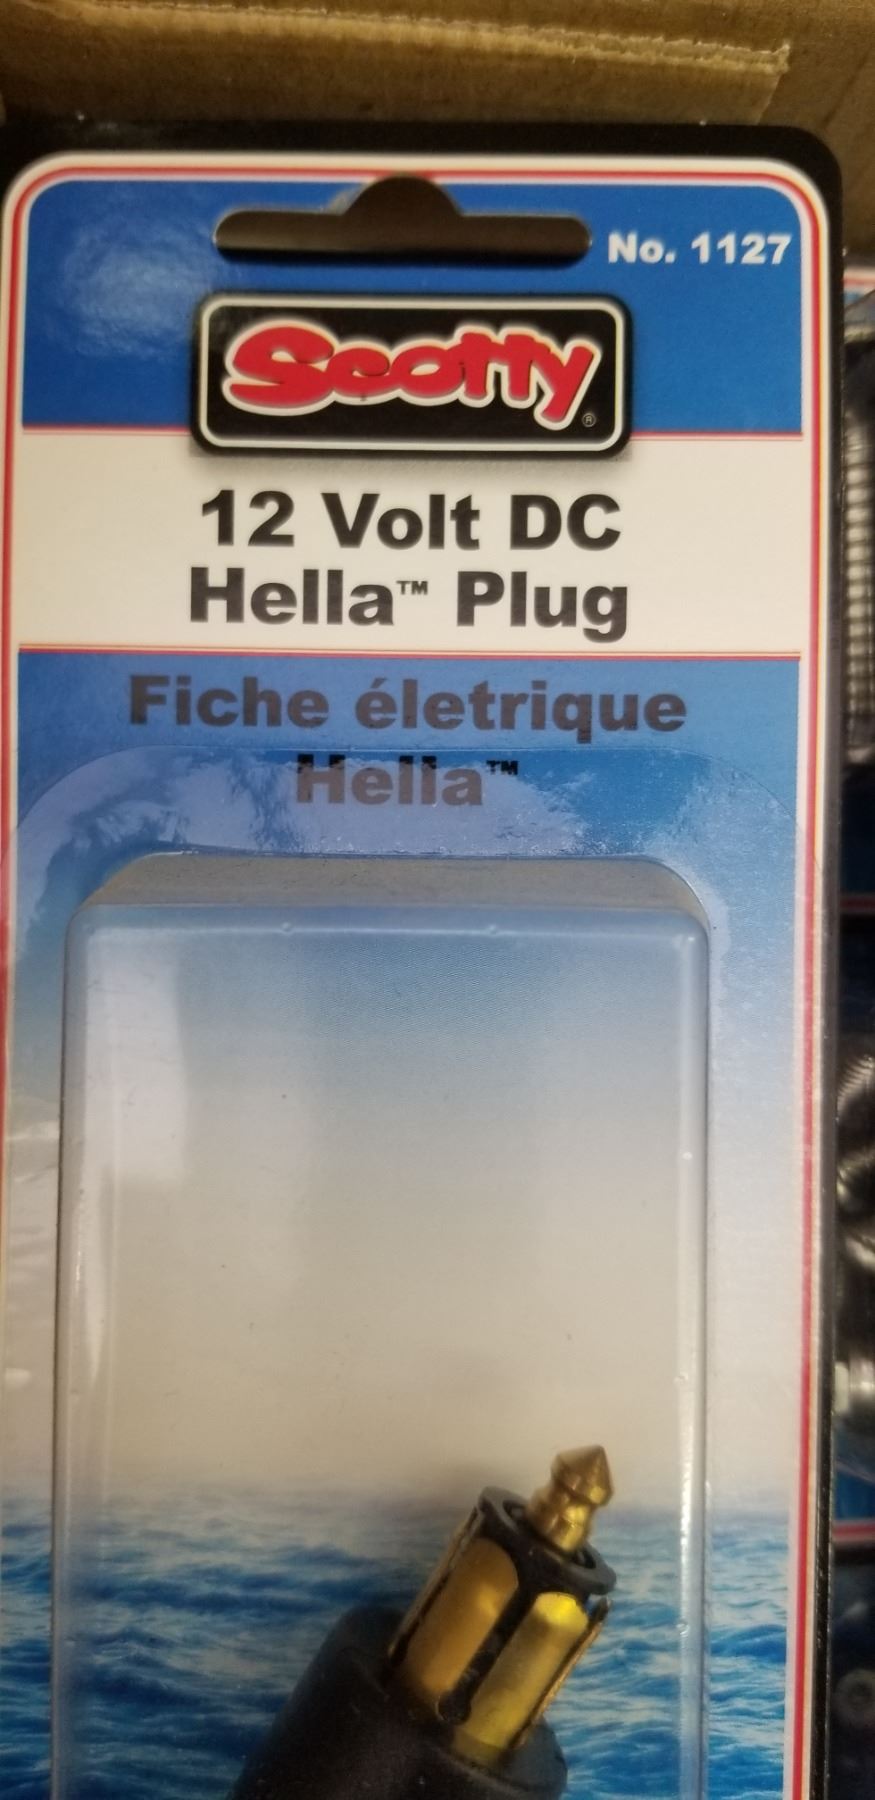 No. 1127
Scotty®
12 Volt DC
Hella™ Plug
Fiche életrique
Hella™